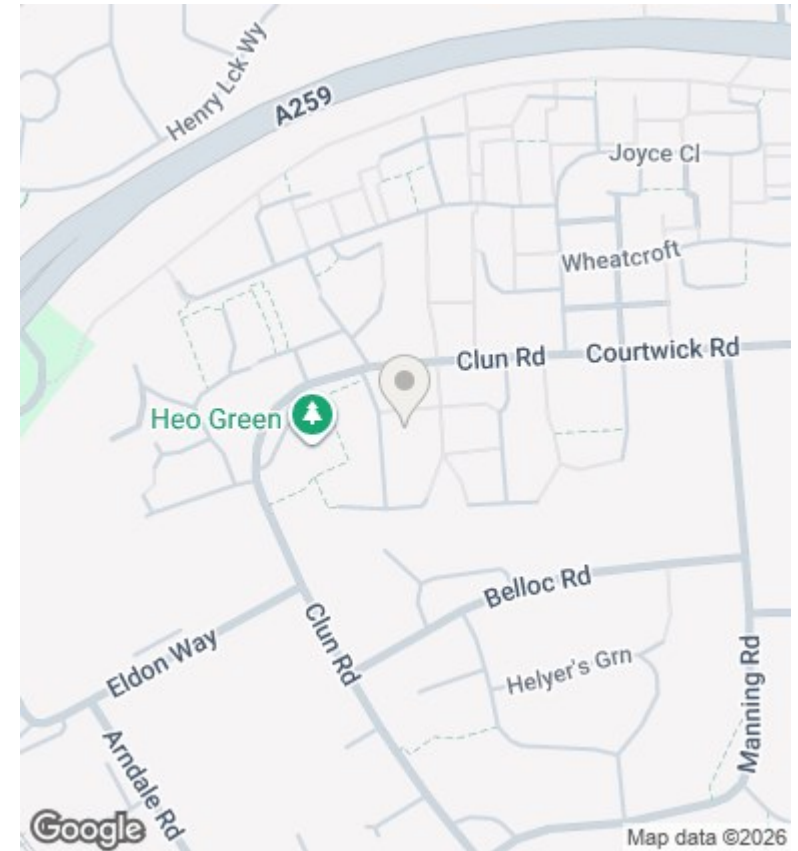 Henry Lck Wy
A259
Joyce Cl
Wheatcroft
Clun Rd
Courtwick Rd
Heo Green
Belloc Rd
Clun Rd
Eldon Way
Helyer's Grn
Manning Rd
Arndale Rd
Google
Map data ©2026